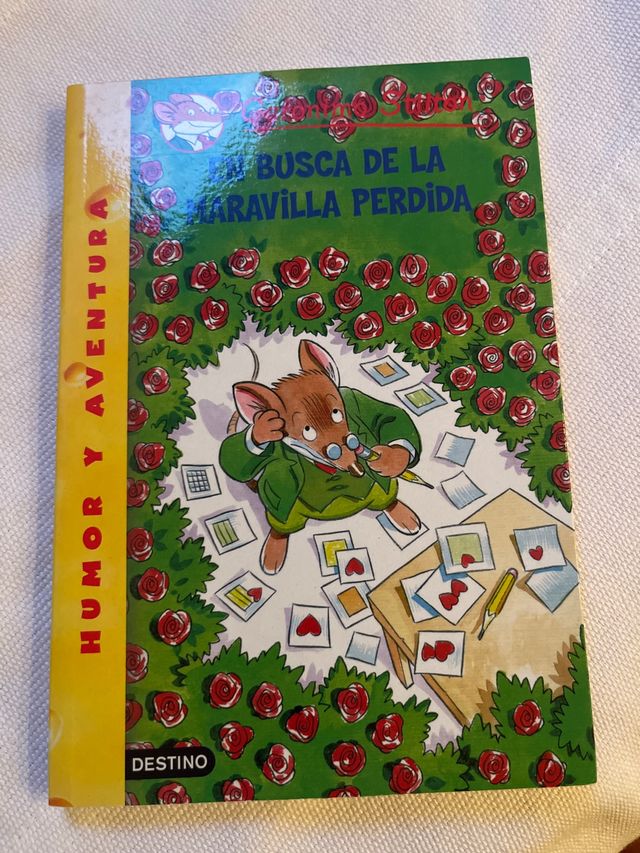 Geronimo Stilton
EN BUSCA DE LA
MARAVILLA PERDIDA
HUMOR Y AVENTURA
DESTINO